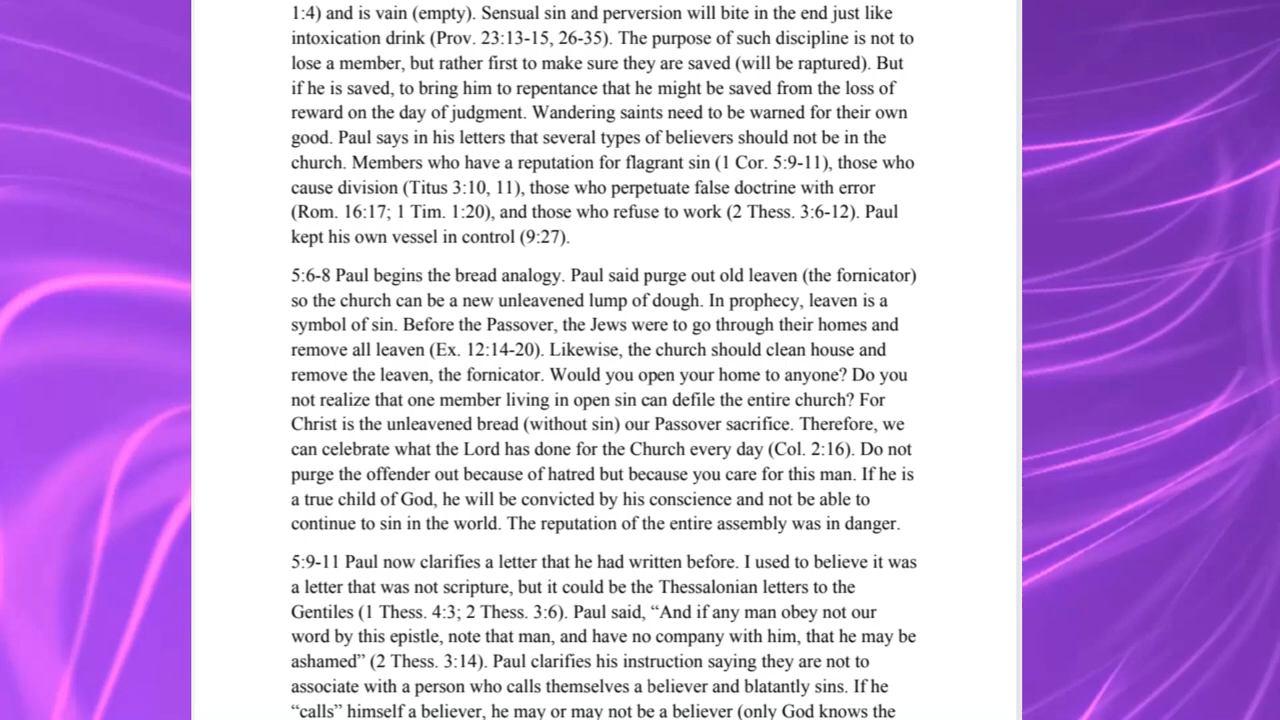 1:4) and is vain (empty). Sensual sin and perversion will bite in the end just like
intoxication drink (Prov. 23:13-15, 26-35). The purpose of such discipline is not to
lose a member, but rather first to make sure they are saved (will be raptured). But
if he is saved, to bring him to repentance that he might be saved from the loss of
reward on the day of judgment. Wandering saints need to be warned for their own
good. Paul says in his letters that several types of believers should not be in the
church. Members who have a reputation for flagrant sin (1 Cor. 5:9-11), those who
cause division (Titus 3:10, 11), those who perpetuate false doctrine with error
(Rom. 16:17; 1 Tim. 1:20), and those who refuse to work (2 Thess. 3:6-12). Paul
kept his own vessel in control (9:27).
5:6-8 Paul begins the bread analogy. Paul said purge out old leaven (the fornicator)
so the church can be a new unleavened lump of dough. In prophecy, leaven is a
symbol of sin. Before the Passover, the Jews were to go through their homes and
remove all leaven (Ex. 12:14-20). Likewise, the church should clean house and
remove the leaven, the fornicator. Would you open your home to anyone? Do you
not realize that one member living in open sin can defile the entire church? For
Christ is the unleavened bread (without sin) our Passover sacrifice. Therefore, we
can celebrate what the Lord has done for the Church every day (Col. 2:16). Do not
purge the offender out because of hatred but because you care for this man. If he is
a true child of God, he will be convicted by his conscience and not be able to
continue to sin in the world. The reputation of the entire assembly was in danger.
5:9-11 Paul now clarifies a letter that he had written before. I used to believe it was
a letter that was not scripture, but it could be the Thessalonian letters to the
Gentiles (1 Thess. 4:3; 2 Thess. 3:6). Paul said, “And if any man obey not our
word by this epistle, note that man, and have no company with him, that he may be
ashamed” (2 Thess. 3:14). Paul clarifies his instruction saying they are not to
associate with a person who calls themselves a believer and blatantly sins. If he
“calls” himself a believer, he may or may not be a believer (only God knows the